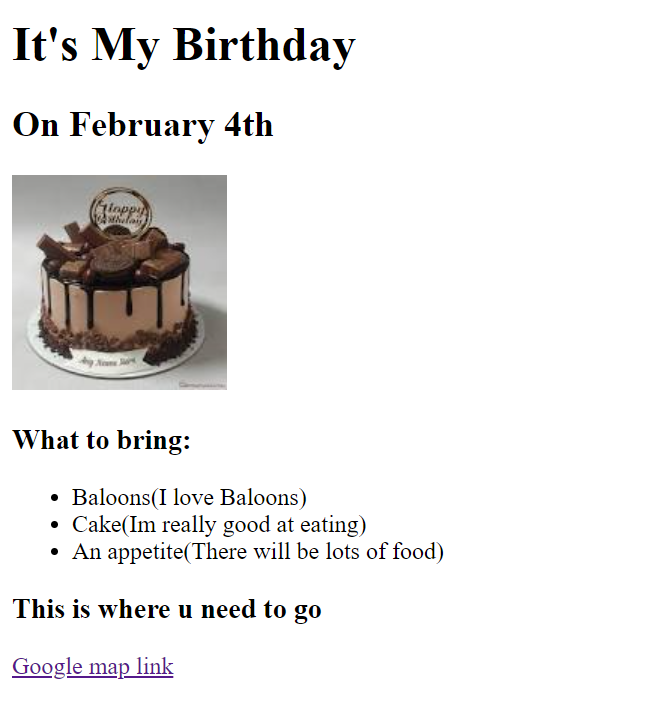 It's My Birthday
On February 4th
Happy
Birthday
Any Name Here
What to bring:
Baloons(I love Baloons)
Cake(Im really good at eating)
An appetite(There will be lots of food)
This is where u need to go
Google map link